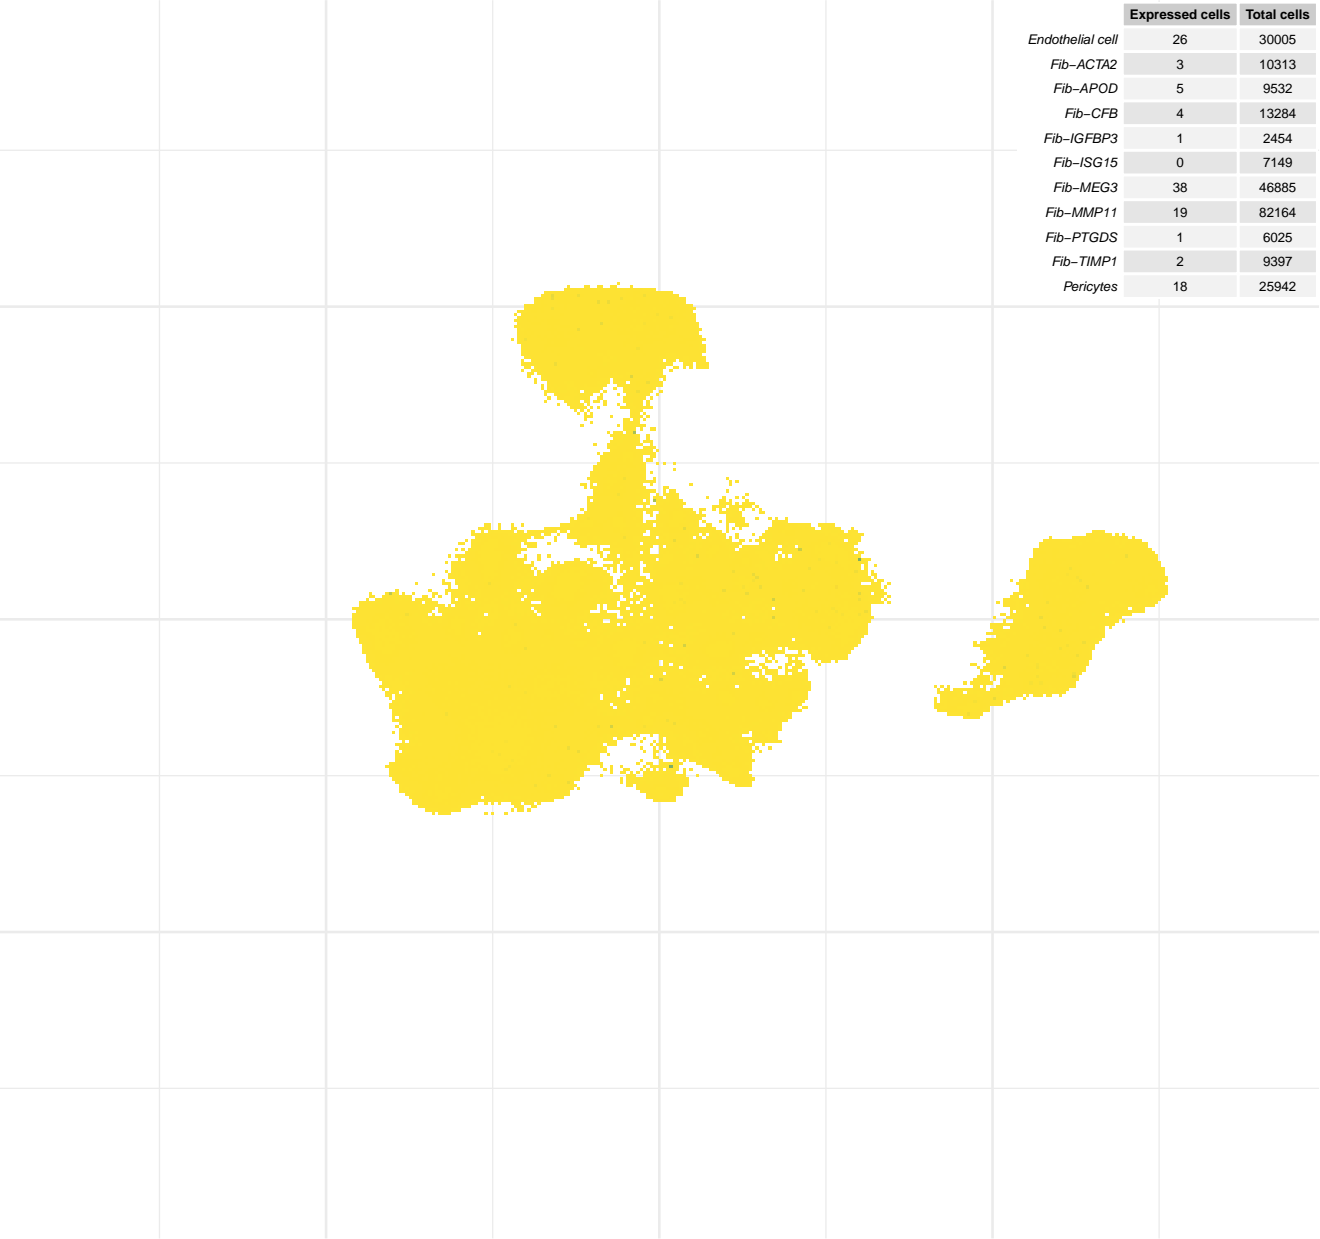 Expressed cells Total cells
Endothelial cell 26 30005
Fib−ACTA2 3 10313
Fib−APOD 5 9532
Fib−CFB 4 13284
Fib−IGFBP3 1 2454
Fib−ISG15 0 7149
Fib−MEG3 38 46885
Fib−MMP11 19 82164
Fib−PTGDS 1 6025
Fib−TIMP1 2 9397
Pericytes 18 25942